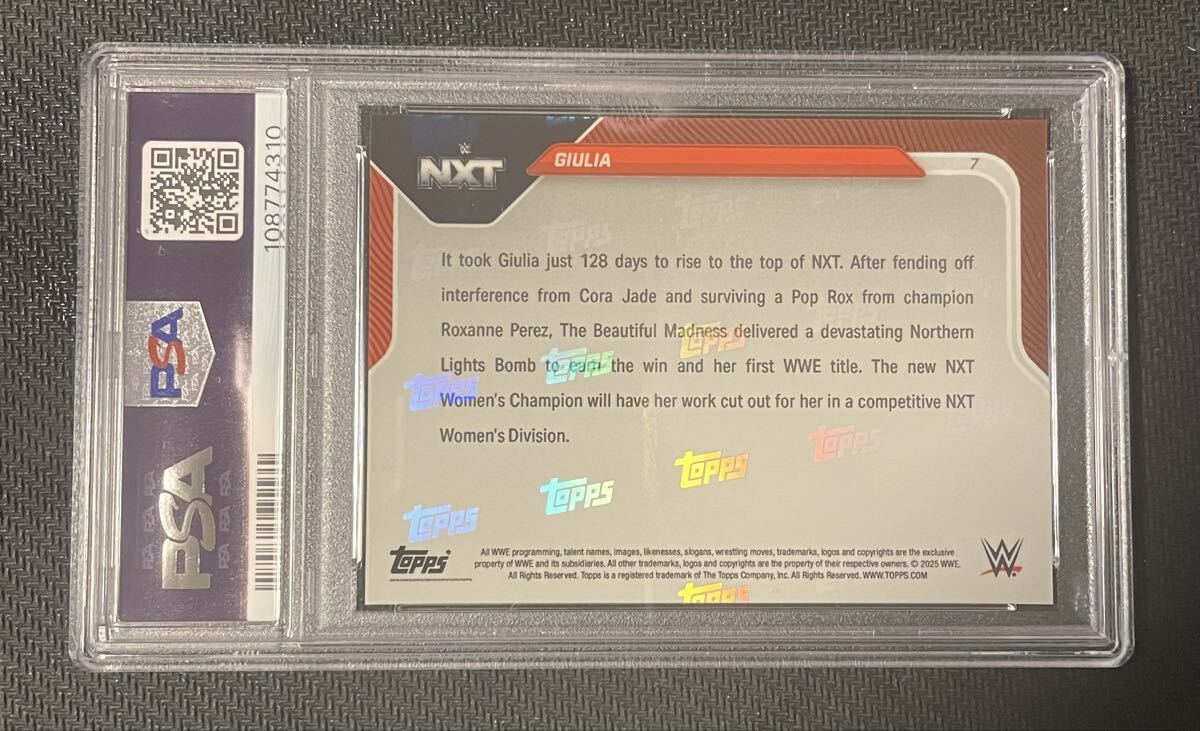 108774310
PSA
PSA
W
NXT
GIULIA
7
It took Giulia just 128 days to rise to the top of NXT. After fending off
interference from Cora Jade and surviving a Pop Rox from champion
Roxanne Perez, The Beautiful Madness delivered a devastating Northern
Lights Bomb to earn the win and her first WWE title. The new NXT
Women's Champion will have her work cut out for her in a competitive NXT
Women's Division.
Topps
Topps
Topps
Topps
Topps
Topps
Topps
Topps
Topps
Topps
All WWE programming, talent names, images, likenesses, slogans, wrestling moves, trademarks, logos and copyrights are the exclusive
property of WWE and its subsidiaries. All other trademarks, logos and copyrights are the property of their respective owners. © 2025 WWE.
All Rights Reserved. Topps is a registered trademark of The Topps Company, Inc. All Rights Reserved. WWW.TOPPS.COM
Topps
W